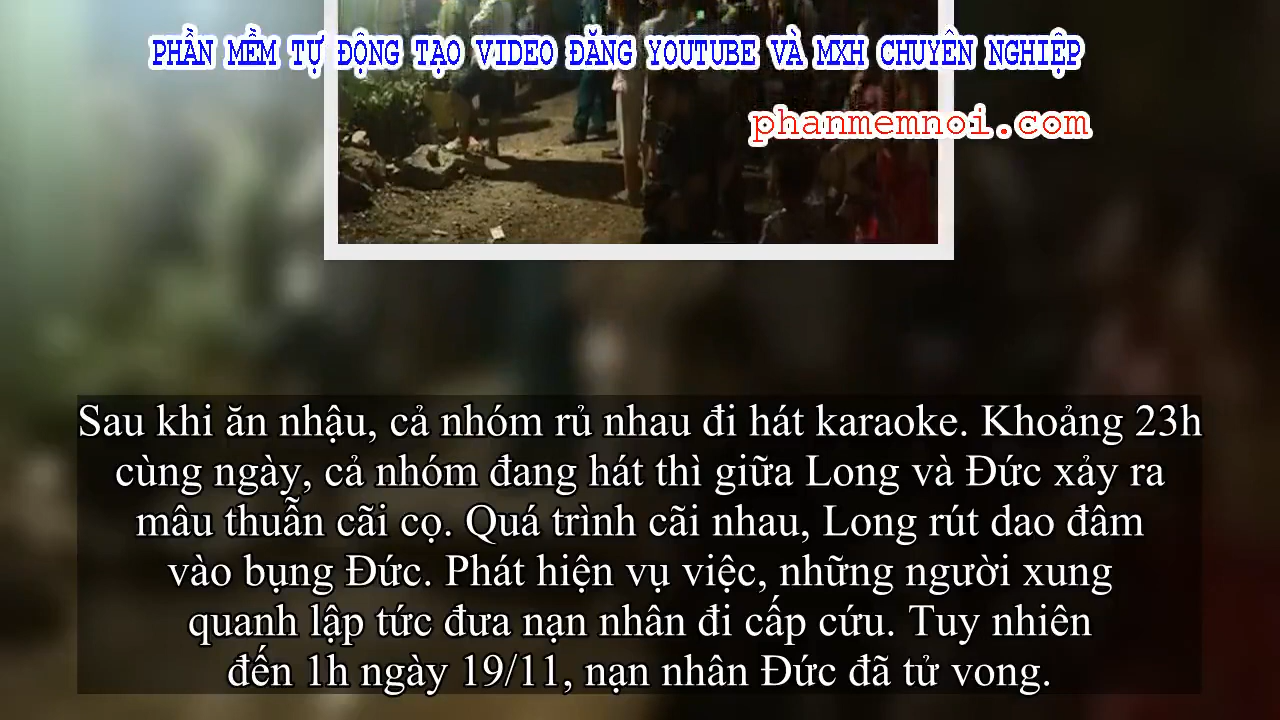 PHẦN MỀM TỰ ĐỘNG TẠO VIDEO ĐĂNG YOUTUBE VÀ MXH CHUYÊN NGHIỆP
phanmemnoi.com
Sau khi ăn nhậu, cả nhóm rủ nhau đi hát karaoke. Khoảng 23h
cùng ngày, cả nhóm đang hát thì giữa Long và Đức xảy ra
mâu thuẫn cãi cọ. Quá trình cãi nhau, Long rút dao đâm
vào bụng Đức. Phát hiện vụ việc, những người xung
quanh lập tức đưa nạn nhân đi cấp cứu. Tuy nhiên
đến 1h ngày 19/11, nạn nhân Đức đã tử vong.